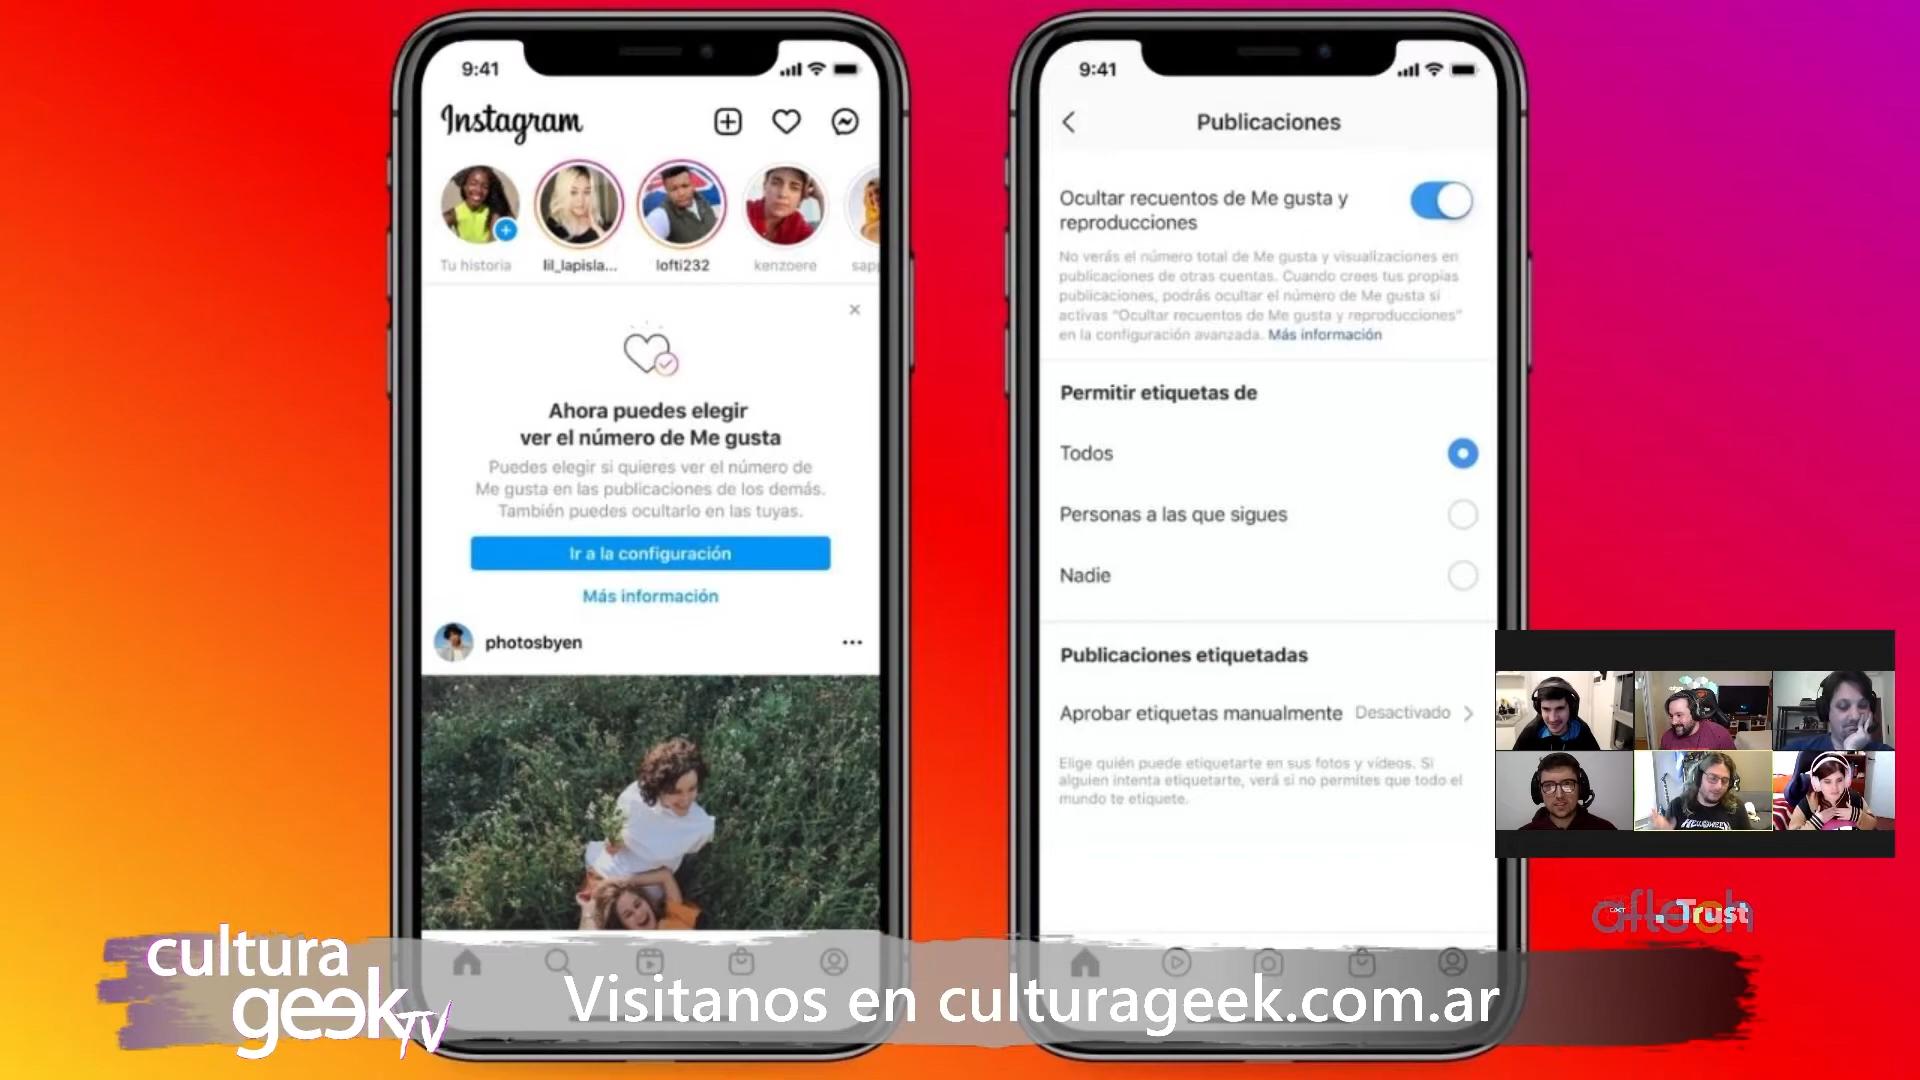 9:41
Instagram
Tu historia
lil_lapisla...
lofti232
kenzoere
sap
Ahora puedes elegir
ver el número de Me gusta
Puedes elegir si quieres ver el número de
Me gusta en las publicaciones de los demás.
También puedes ocultarlo en las tuyas.
Ir a la configuración
Más información
photosbyen
9:41
Publicaciones
Ocultar recuentos de Me gusta y
reproducciones
No verás el número total de Me gusta y visualizaciones en
publicaciones de otras cuentas. Cuando crees tus propias
publicaciones, podrás ocultar el número de Me gusta si
activas "Ocultar recuentos de Me gusta y reproducciones"
en la configuración avanzada. Más información
Permitir etiquetas de
Todos
Personas a las que sigues
Nadie
Publicaciones etiquetadas
Aprobar etiquetas manualmente Desactivado
Elige quién puede etiquetarte en sus fotos y vídeos. Si
alguien intenta etiquetarte, verá si no permites que todo el
mundo te etiquete.
HELLOWEEN
aftech
Trust
cultura
geek TV
Visitanos en culturageek.com.ar